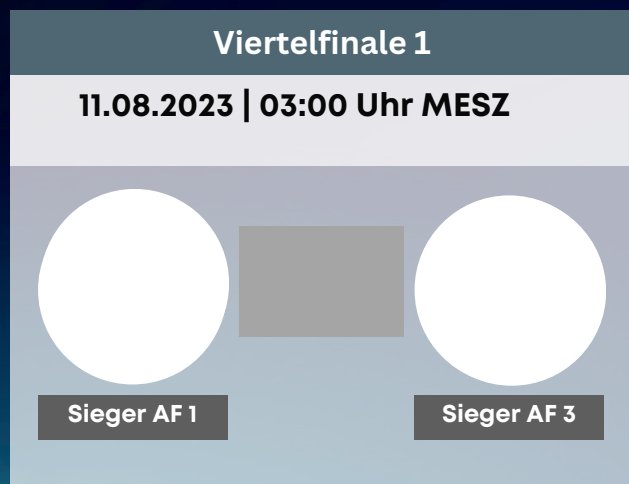 Viertelfinale 1
11.08.2023 | 03:00 Uhr MESZ
Sieger AF 1
Sieger AF 3